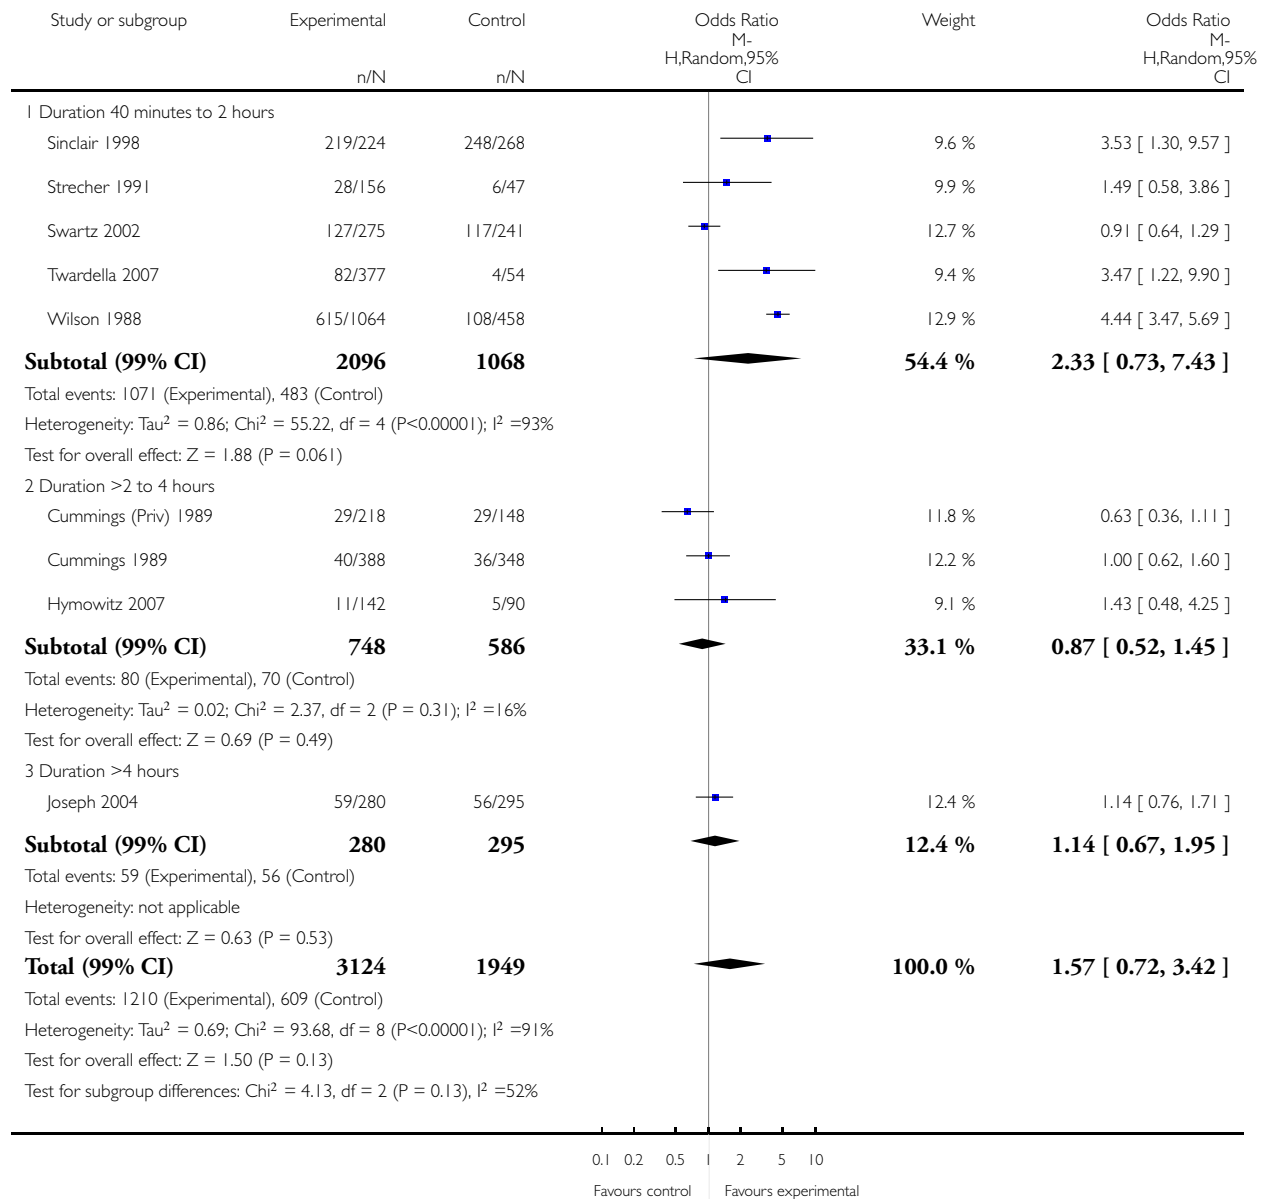 Study or subgroup Experimental Control Odds Ratio Weight Odds Ratio
M- M-
H,Random,95% H,Random,95%
n/N n/N CI CI
1 Duration 40 minutes to 2 hours
Sinclair 1998 219/224 248/268 9.6 % 3.53 [ 1.30, 9.57 ]
Strecher 1991 28/156 6/47 9.9 % 1.49 [ 0.58, 3.86 ]
Swartz 2002 127/275 117/241 12.7 % 0.91 [ 0.64, 1.29 ]
Twardella 2007 82/377 4/54 9.4 % 3.47 [ 1.22, 9.90 ]
Wilson 1988 615/1064 108/458 12.9 % 4.44 [ 3.47, 5.69 ]
Subtotal (99% CI) 2096 1068 54.4 % 2.33 [ 0.73, 7.43 ]
Total events: 1071 (Experimental), 483 (Control)
Heterogeneity: Tau² = 0.86; Chi² = 55.22, df = 4 (P<0.00001); I² =93%
Test for overall effect: Z = 1.88 (P = 0.061)
2 Duration >2 to 4 hours
Cummings (Priv) 1989 29/218 29/148 11.8 % 0.63 [ 0.36, 1.11 ]
Cummings 1989 40/388 36/348 12.2 % 1.00 [ 0.62, 1.60 ]
Hymowitz 2007 11/142 5/90 9.1 % 1.43 [ 0.48, 4.25 ]
Subtotal (99% CI) 748 586 33.1 % 0.87 [ 0.52, 1.45 ]
Total events: 80 (Experimental), 70 (Control)
Heterogeneity: Tau² = 0.02; Chi² = 2.37, df = 2 (P = 0.31); I² =16%
Test for overall effect: Z = 0.69 (P = 0.49)
3 Duration >4 hours
Joseph 2004 59/280 56/295 12.4 % 1.14 [ 0.76, 1.71 ]
Subtotal (99% CI) 280 295 12.4 % 1.14 [ 0.67, 1.95 ]
Total events: 59 (Experimental), 56 (Control)
Heterogeneity: not applicable
Test for overall effect: Z = 0.63 (P = 0.53)
Total (99% CI) 3124 1949 100.0 % 1.57 [ 0.72, 3.42 ]
Total events: 1210 (Experimental), 609 (Control)
Heterogeneity: Tau² = 0.69; Chi² = 93.68, df = 8 (P<0.00001); I² =91%
Test for overall effect: Z = 1.50 (P = 0.13)
Test for subgroup differences: Chi² = 4.13, df = 2 (P = 0.13), I² =52%
0.1 0.2 0.5 1 2 5 10
Favours control Favours experimental